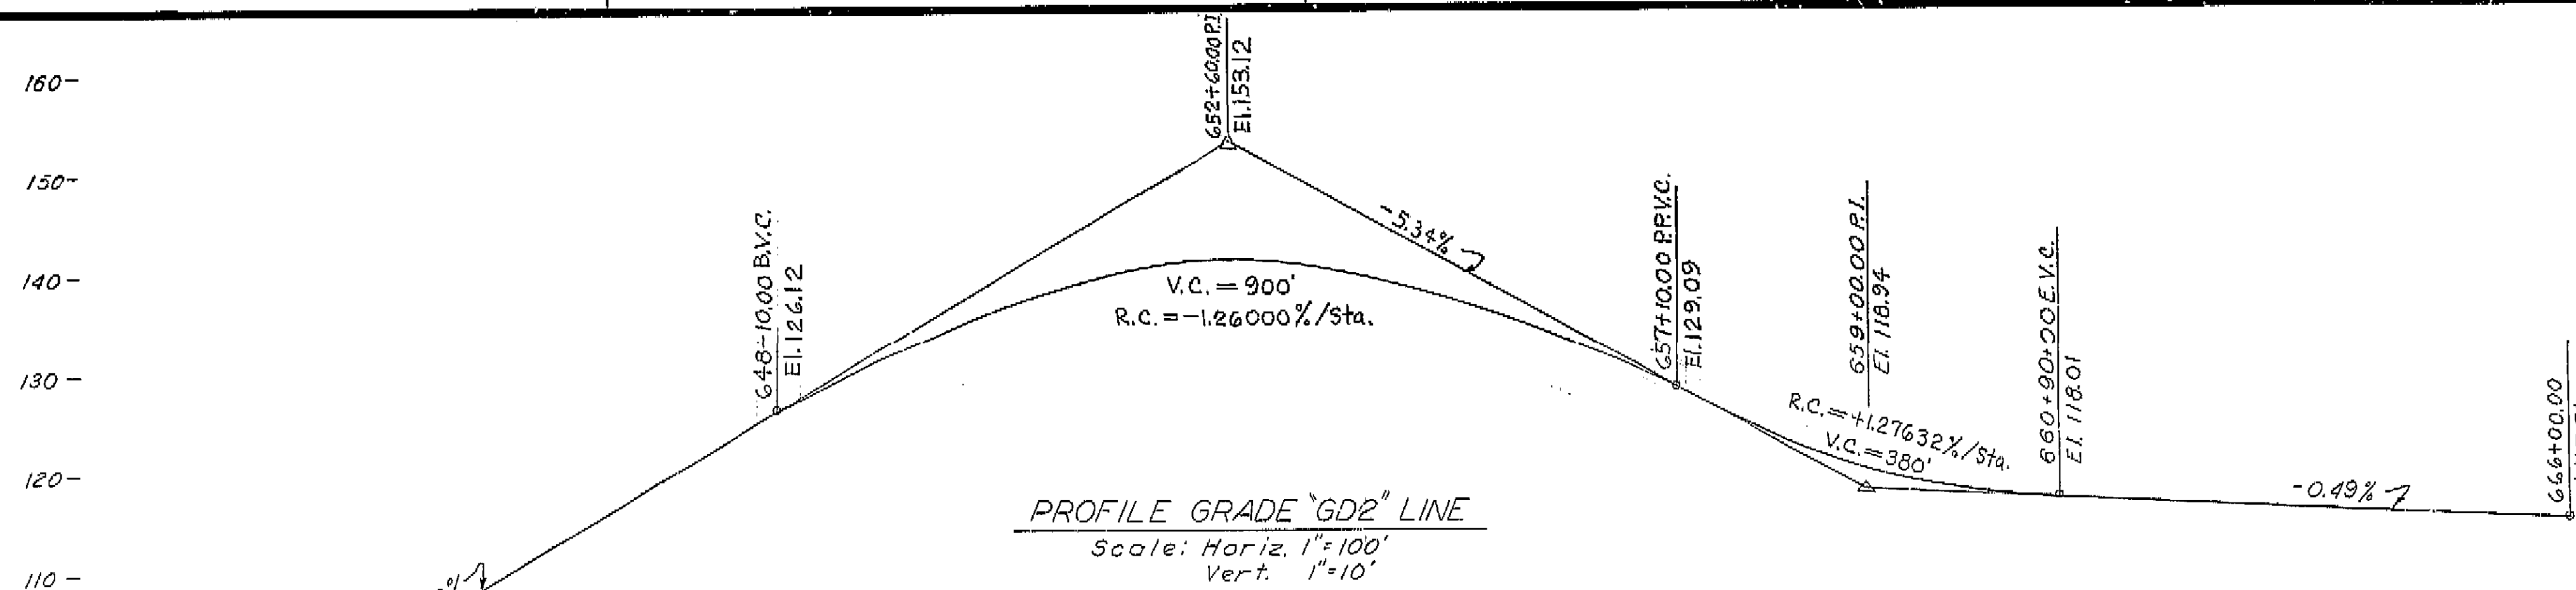 160-
150-
140-
130-
120-
110-
648-10.00 B.V.C.
El. 126.12
652+60.00 P.I.
El. 153.12
-5.34%
V.C. = 900'
R.C. = -1.26000%/Sta.
657+10.00 P.P.V.C.
El. 129.09
659+00.00 P.I.
El. 118.94
660+90+00 E.V.C.
El. 118.01
R.C. = +1.27632%/Sta.
V.C. = 380'
-0.49%
666+00.00
PROFILE GRADE "GD2" LINE
Scale: Horiz. 1"=100'
Vert. 1"=10'